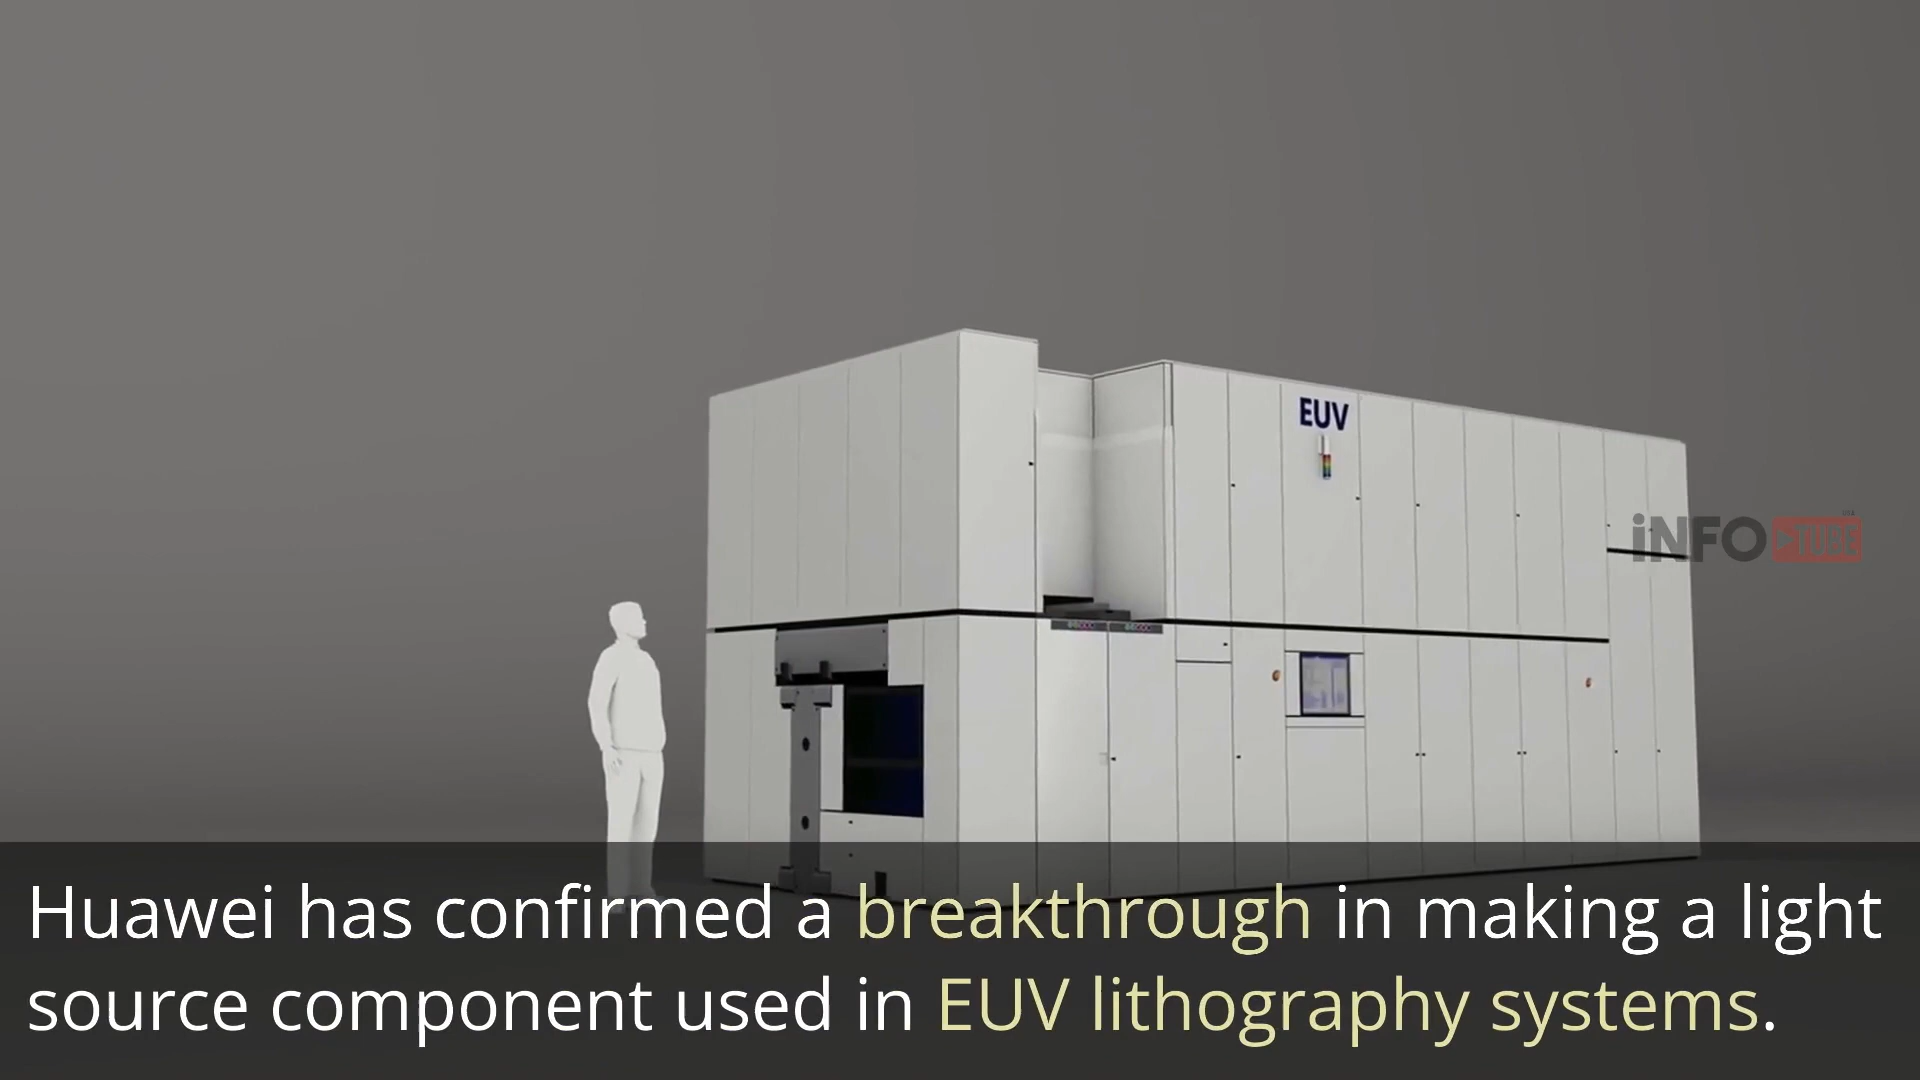 EUV
iNFO TUBE
Huawei has confirmed a breakthrough in making a light
source component used in EUV lithography systems.